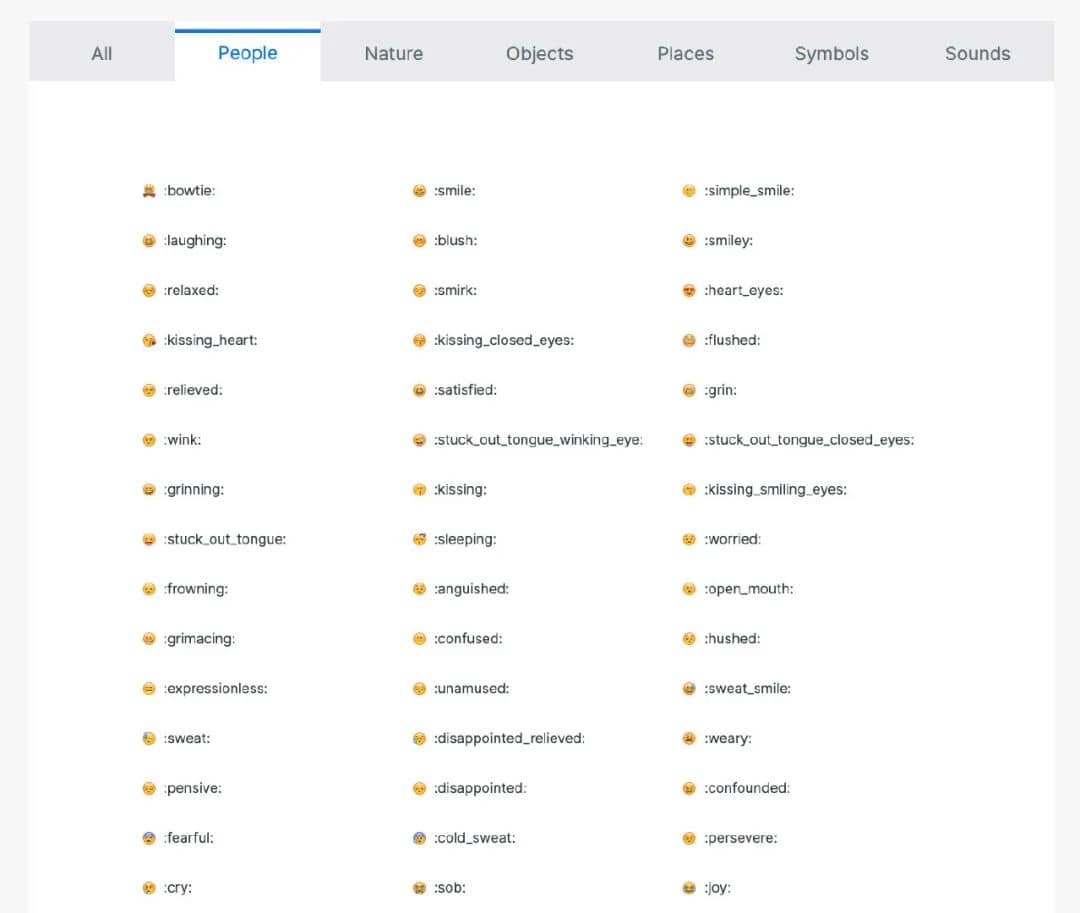 All People Nature Objects Places Symbols Sounds
:bowtie: :smile: :simple_smile:
:laughing: :blush: :smiley:
:relaxed: :smirk: :heart_eyes:
:kissing_heart: :kissing_closed_eyes: :flushed:
:relieved: :satisfied: :grin:
:wink: :stuck_out_tongue_winking_eye: :stuck_out_tongue_closed_eyes:
:grinning: :kissing: :kissing_smiling_eyes:
:stuck_out_tongue: :sleeping: :worried:
:frowning: :anguished: :open_mouth:
:grimacing: :confused: :hushed:
:expressionless: :unamused: :sweat_smile:
:sweat: :disappointed_relieved: :weary:
:pensive: :disappointed: :confounded:
:fearful: :cold_sweat: :persevere:
:cry: :sob: :joy: